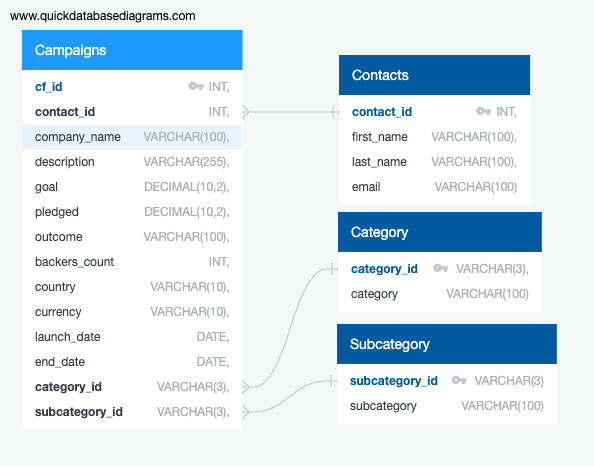 www.quickdatabasediagrams.com
Campaigns
cf_id INT,
contact_id INT,
company_name VARCHAR(100),
description VARCHAR(255),
goal DECIMAL(10,2),
pledged DECIMAL(10,2),
outcome VARCHAR(100),
backers_count INT,
country VARCHAR(10),
currency VARCHAR(10),
launch_date DATE,
end_date DATE,
category_id VARCHAR(3),
subcategory_id VARCHAR(3),
Contacts
contact_id INT,
first_name VARCHAR(100),
last_name VARCHAR(100),
email VARCHAR(100)
Category
category_id VARCHAR(3),
category VARCHAR(100)
Subcategory
subcategory_id VARCHAR(3)
subcategory VARCHAR(100)